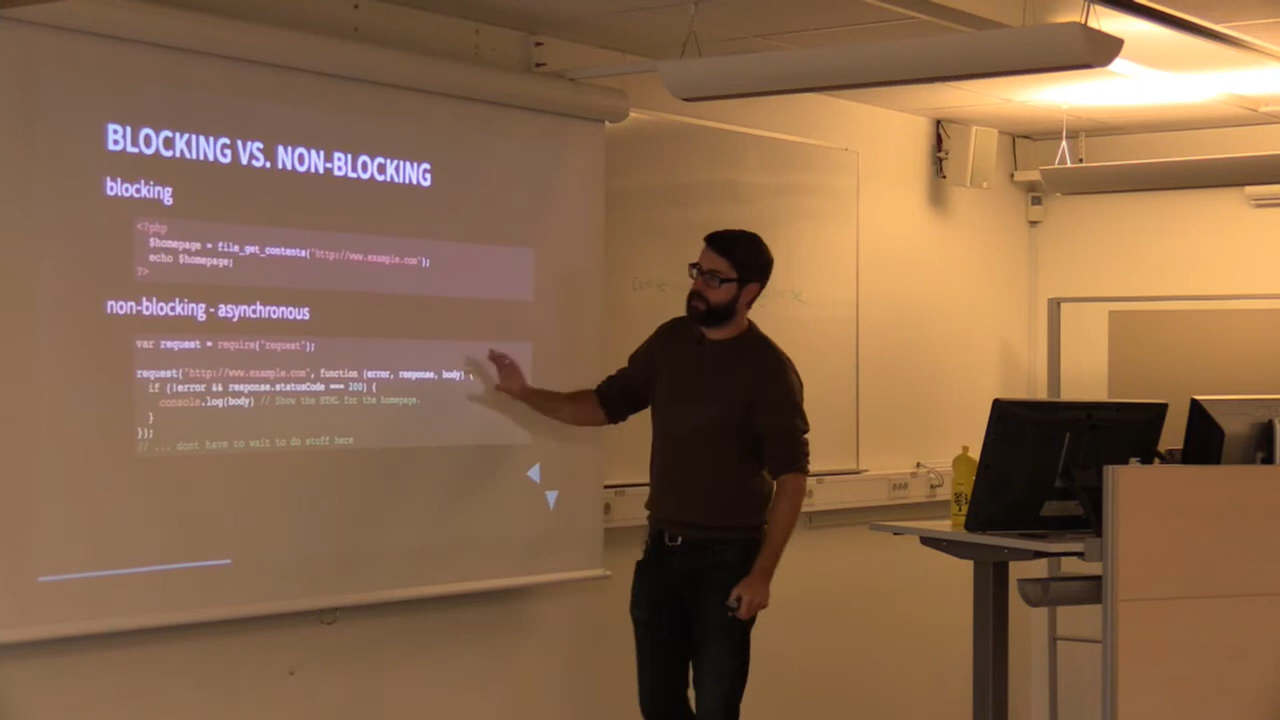 BLOCKING VS. NON-BLOCKING
blocking
<?php
$homepage = file_get_contents("http://www.example.com");
echo $homepage;
?>
non-blocking - asynchronous
var request = require("request");
request("http://www.example.com", function (error, response, body) {
if (!error && response.statusCode === 200) {
console.log(body) // Show the HTML for the homepage.
}
});
// ... dont have to wait to do stuff here